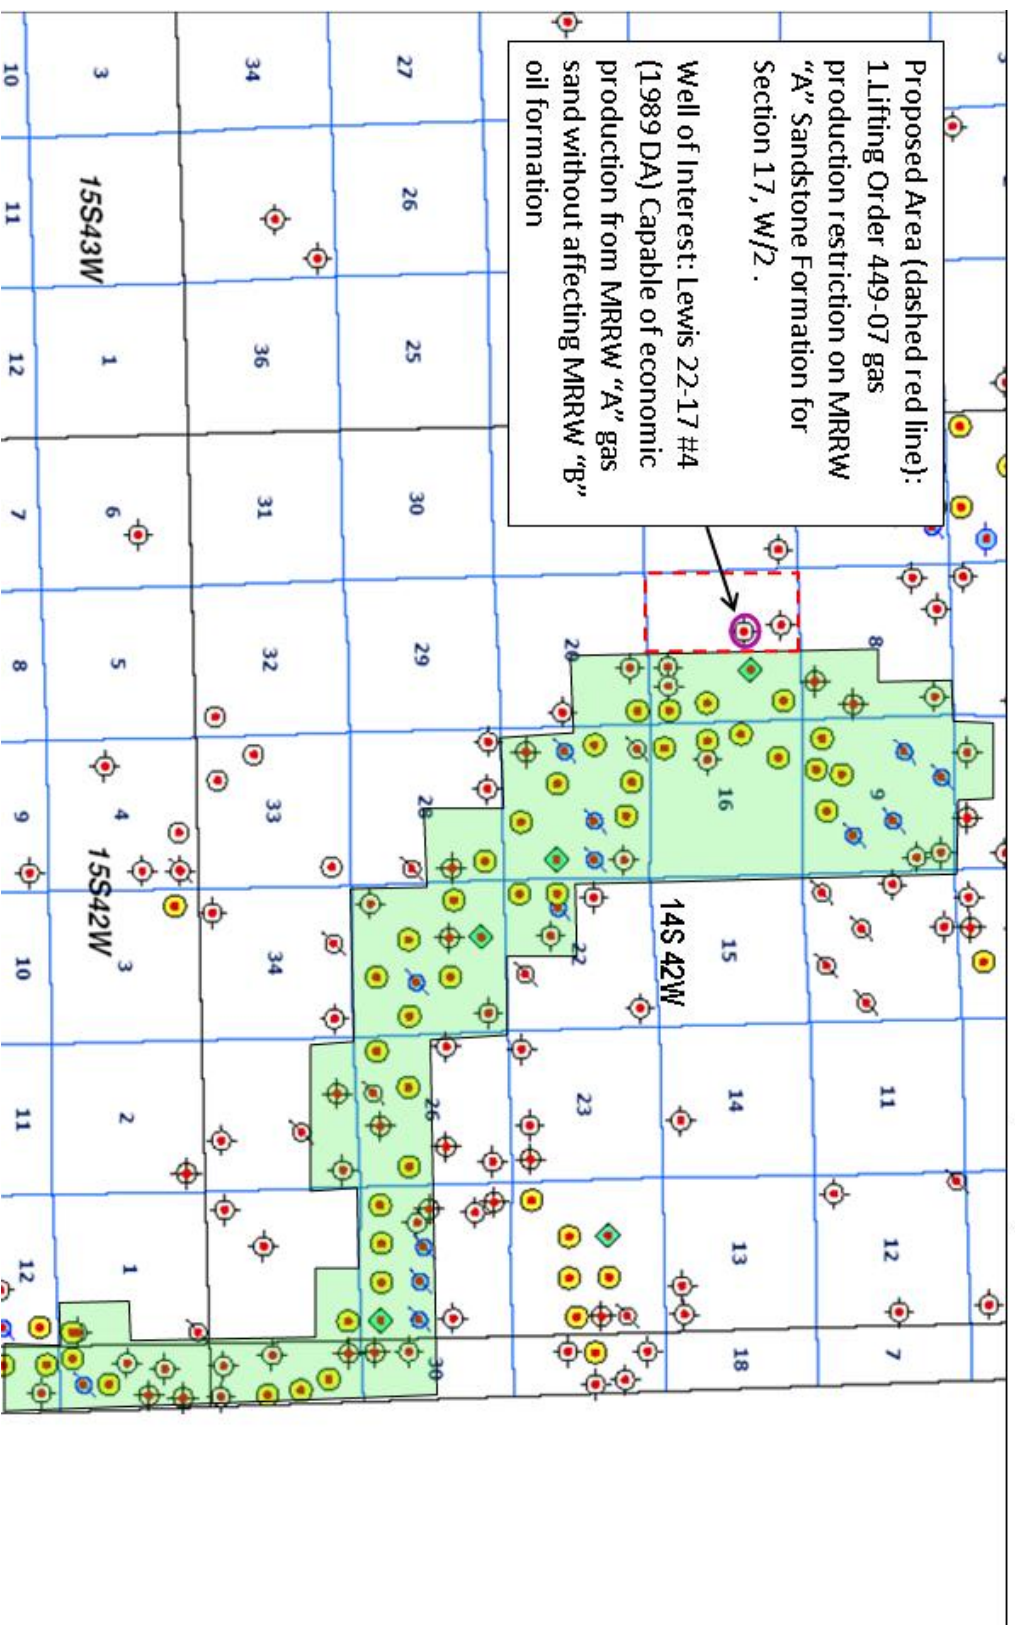 Proposed Area (dashed red line):
1.Lifting Order 449-07 gas
production restriction on MRRW
“A” Sandstone Formation for
Section 17, W/2 .
Well of Interest: Lewis 22-17 #4
(1989 DA) Capable of economic
production from MRRW “A” gas
sand without affecting MRRW “B”
oil formation
8 9 11 12 7
16 15 14 13 18
14S 42W
20 22 23
27 26 25 30 29 28 26 30
34 36 31 32 33 34
3 1 6 5 4 3 2 1
15S43W 15S42W
10 11 12 7 8 9 10 11 12